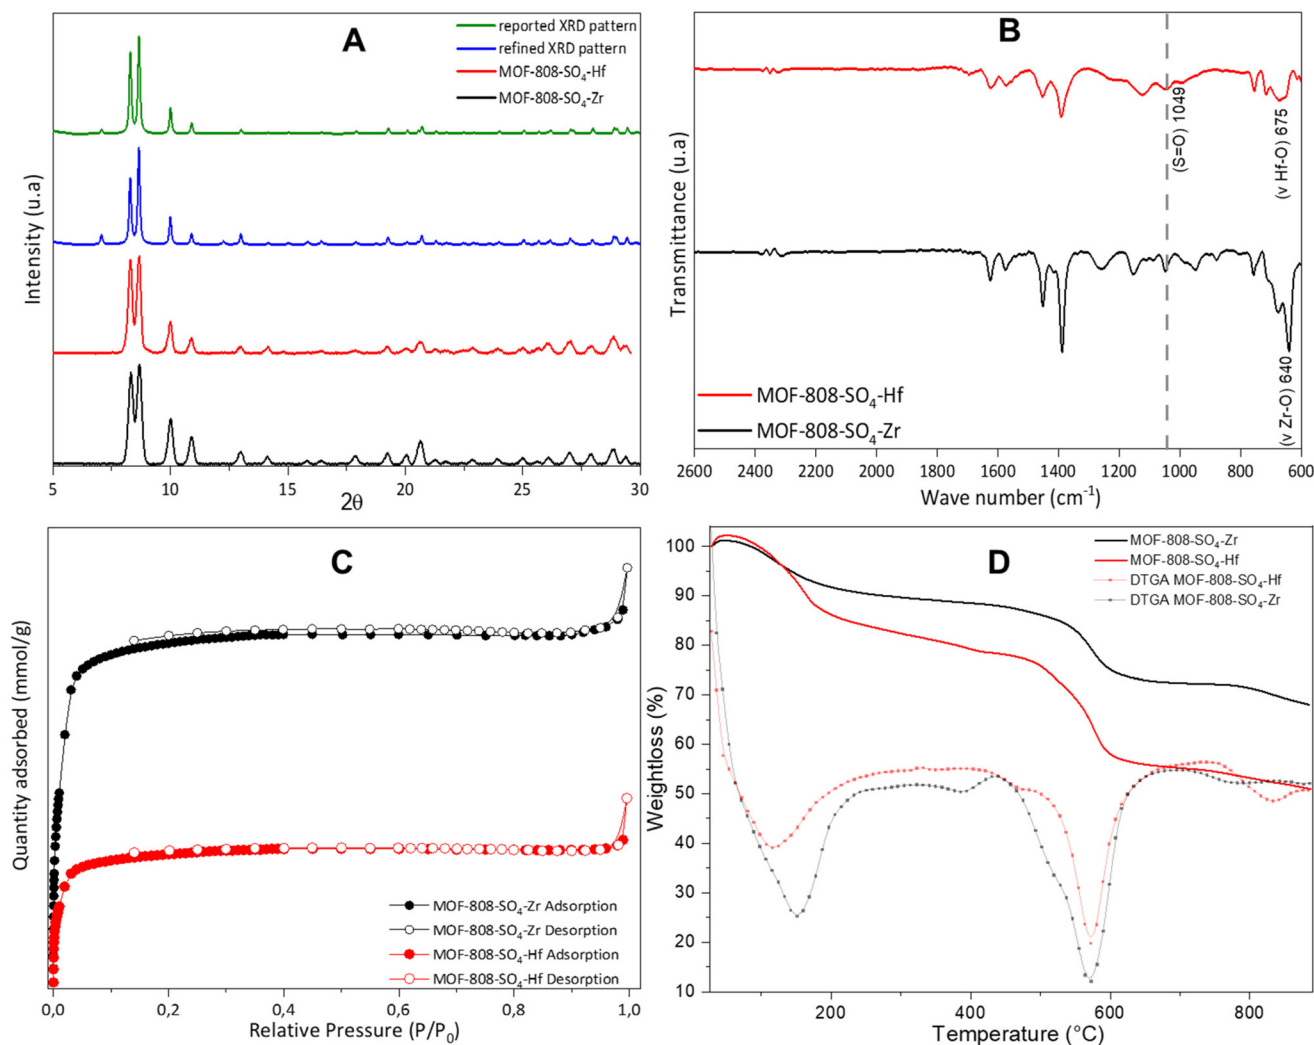 A
reported XRD pattern
refined XRD pattern
MOF-808-SO4-Hf
MOF-808-SO4-Zr
Intensity (u.a)
5 10 15 20 25 30
2θ
B
Transmittance (u.a)
(S=O) 1049
(v Hf-O) 675
(v Zr-O) 640
MOF-808-SO4-Hf
MOF-808-SO4-Zr
2600 2400 2200 2000 1800 1600 1400 1200 1000 800 600
Wave number (cm-1)
C
Quantity adsorbed (mmol/g)
MOF-808-SO4-Zr Adsorption
MOF-808-SO4-Zr Desorption
MOF-808-SO4-Hf Adsorption
MOF-808-SO4-Hf Desorption
0,0 0,2 0,4 0,6 0,8 1,0
Relative Pressure (P/P0)
D
MOF-808-SO4-Zr
MOF-808-SO4-Hf
DTGA MOF-808-SO4-Hf
DTGA MOF-808-SO4-Zr
Weightloss (%)
100
90
80
70
60
50
40
30
20
10
200 400 600 800
Temperature (°C)